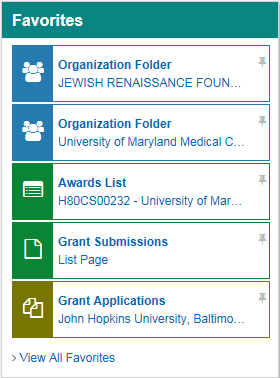 Favorites
Organization Folder
JEWISH RENAISSANCE FOUN...
Organization Folder
University of Maryland Medical C...
Awards List
H80CS00232 - University of Mar...
Grant Submissions
List Page
Grant Applications
John Hopkins University, Baltimo...
> View All Favorites